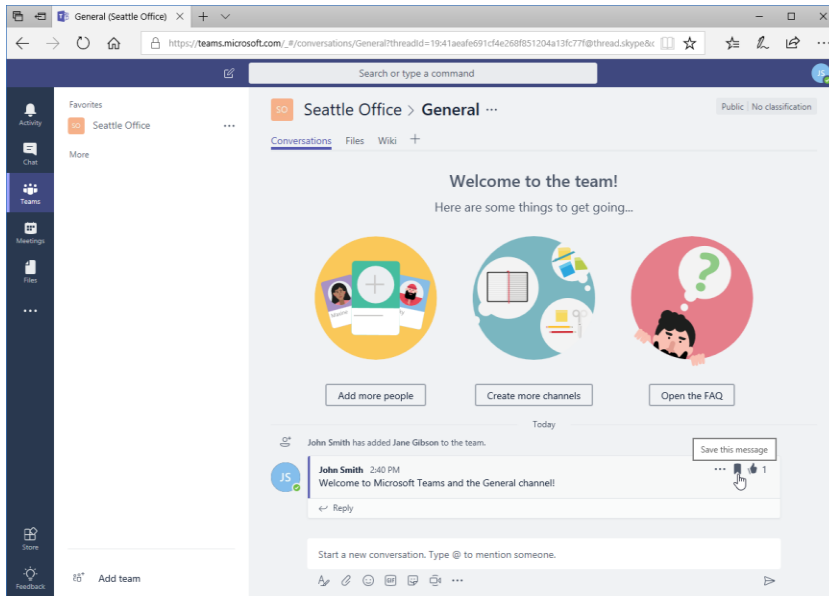 General (Seattle Office)
https://teams.microsoft.com/_#/conversations/General?threadId=19:41aeafe691cf4e268f851204a13fc77f@thread.skype&c
Search or type a command
JS
Activity
Chat
Teams
Meetings
Files
Store
Feedback
Favorites
SO Seattle Office
More
Add team
SO Seattle Office > General
Public No classification
Conversations Files Wiki
Welcome to the team!
Here are some things to get going...
Maxine
Add more people
Create more channels
Open the FAQ
Today
John Smith has added Jane Gibson to the team.
Save this message
JS
John Smith 2:40 PM
1
Welcome to Microsoft Teams and the General channel!
Reply
Start a new conversation. Type @ to mention someone.
GIF